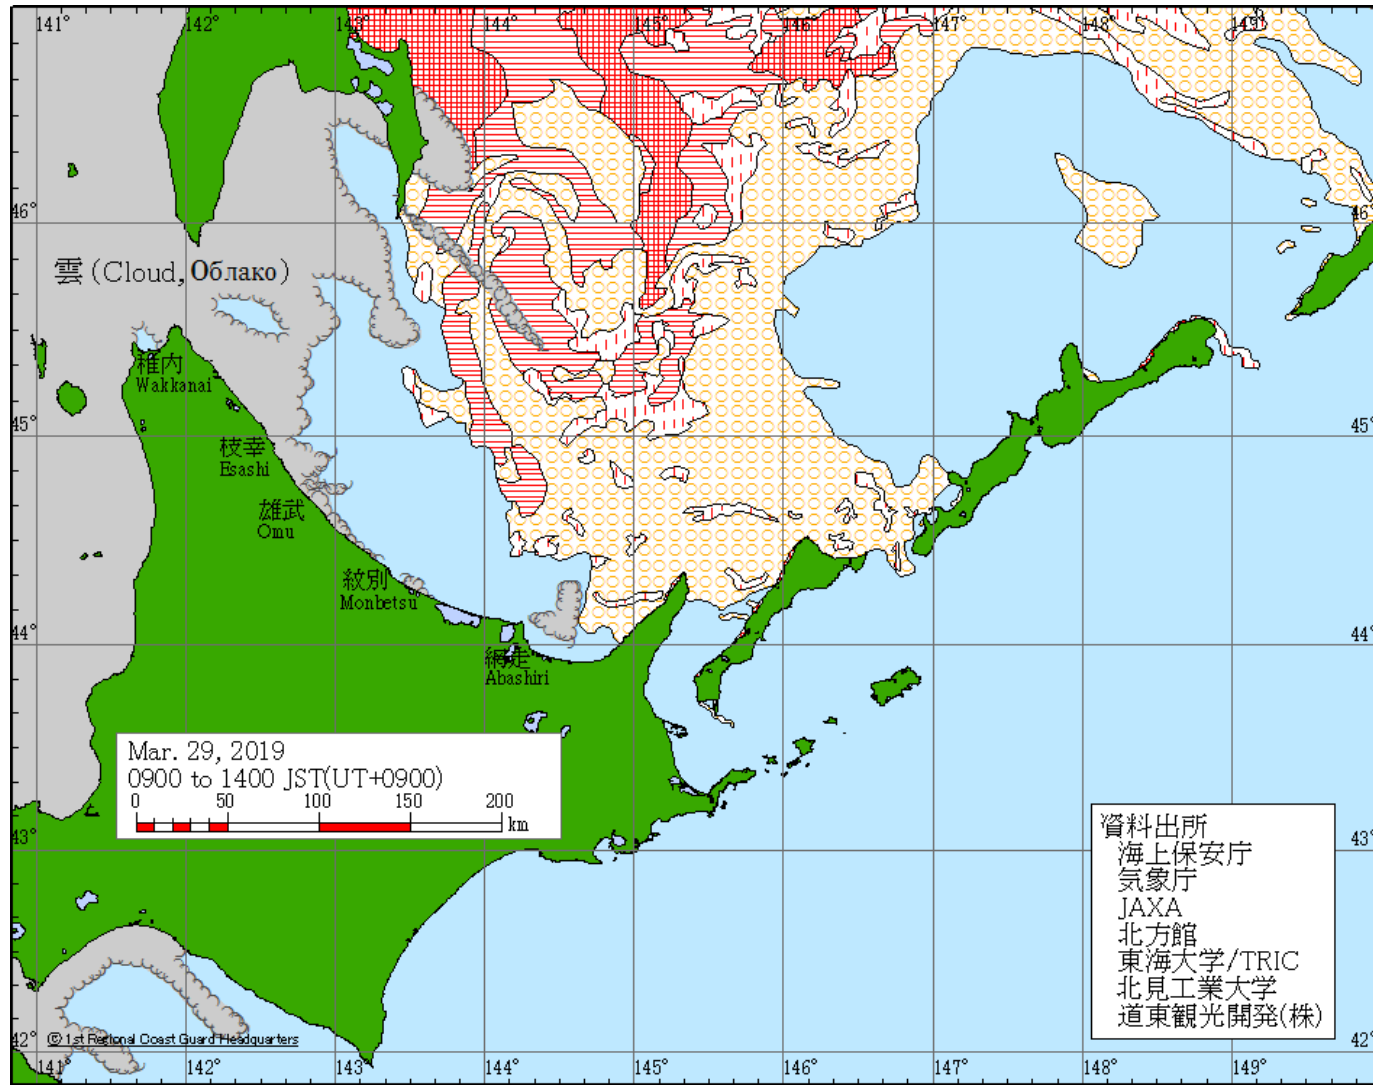 141° 142° 143° 144° 145° 146° 147° 148° 149°
46° 46
雲 (Cloud, Облако)
稚内
Wakkanai
45° 45°
枝幸
Esashi
雄武
Omu
紋別
Monbetsu
44° 44°
網走
Abashiri
Mar. 29, 2019
0900 to 1400 JST(UT+0900)
0 50 100 150 200
km
43° 43°
資料出所
海上保安庁
気象庁
JAXA
北方館
東海大学/TRIC
北見工業大学
道東観光開発(株)
42° 42°
© 1st Regional Coast Guard Headquarters
141° 142° 143° 144° 145° 146° 147° 148° 149°